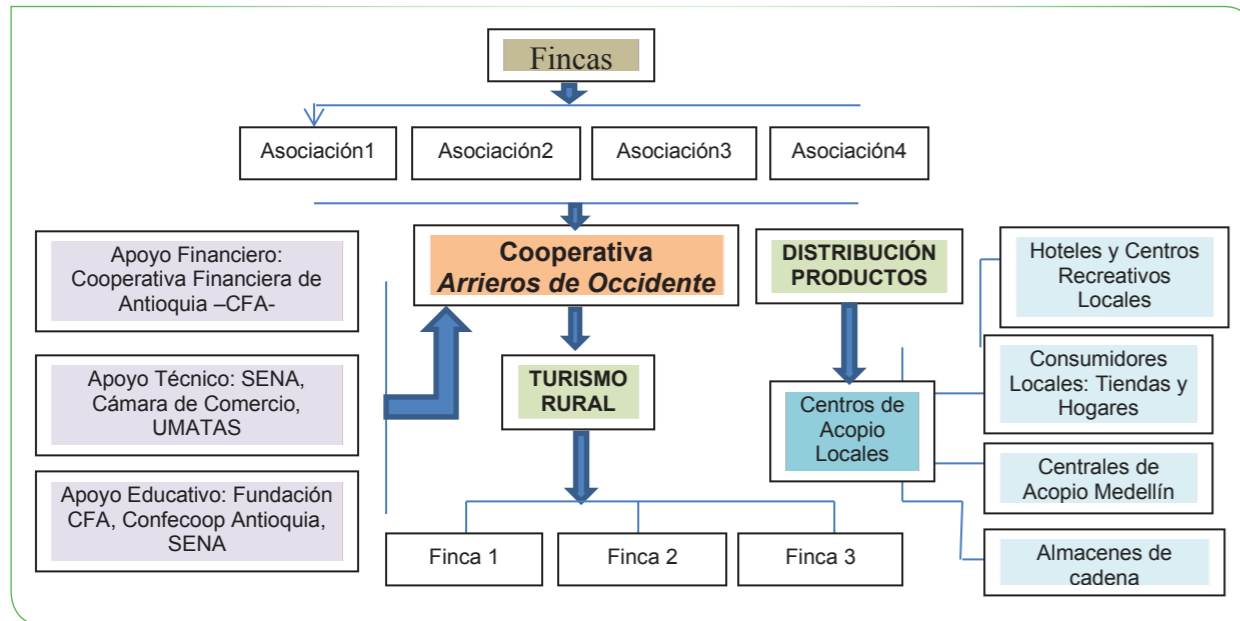 Fincas
Asociación1
Asociación2
Asociación3
Asociación4
Apoyo Financiero:
Cooperativa Financiera de
Antioquia –CFA-
Apoyo Técnico: SENA,
Cámara de Comercio,
UMATAS
Apoyo Educativo: Fundación
CFA, Confecoop Antioquia,
SENA
Cooperativa
Arrieros de Occidente
TURISMO
RURAL
Finca 1
Finca 2
Finca 3
DISTRIBUCIÓN
PRODUCTOS
Centros de
Acopio
Locales
Hoteles y Centros
Recreativos
Locales
Consumidores
Locales: Tiendas y
Hogares
Centrales de
Acopio Medellín
Almacenes de
cadena